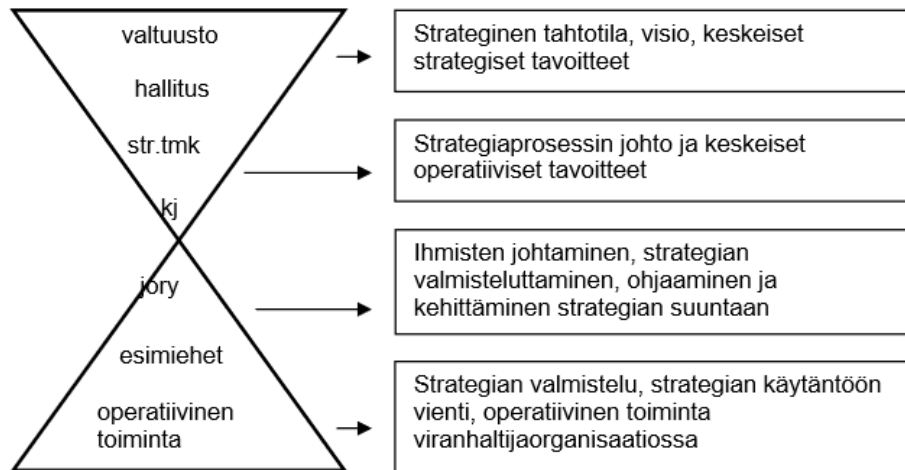 valtuusto
hallitus
str.tmk
kj
jory
esimiehet
operatiivinen
toiminta
Strateginen tahtotila, visio, keskeiset
strategiset tavoitteet
Strategiaprosessin johto ja keskeiset
operatiiviset tavoitteet
Ihmisten johtaminen, strategian
valmisteluttaminen, ohjaaminen ja
kehittäminen strategian suuntaan
Strategian valmistelu, strategian käytäntöön
vienti, operatiivinen toiminta
viranhaltijaorganisaatiossa